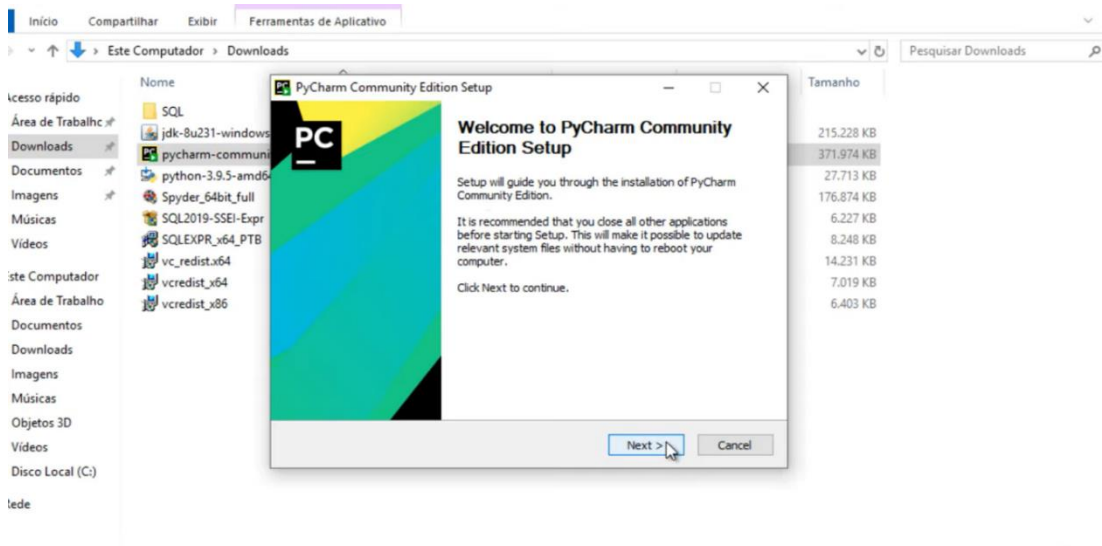 Início Compartilhar Exibir Ferramentas de Aplicativo
Este Computador > Downloads
Pesquisar Downloads
Nome
Tamanho
Acesso rápido
Área de Trabalho
Downloads
Documentos
Imagens
Músicas
Vídeos
Este Computador
Área de Trabalho
Documentos
Downloads
Imagens
Músicas
Objetos 3D
Vídeos
Disco Local (C:)
Rede
SQL
jdk-8u231-windows 215.228 KB
pycharm-communi 371.974 KB
python-3.9.5-amd64 27.713 KB
Spyder_64bit_full 176.874 KB
SQL2019-SSEI-Expr 6.227 KB
SQLEXPR_x64_PTB 8.248 KB
vc_redist.x64 14.231 KB
vcredist_x64 7.019 KB
vcredist_x86 6.403 KB
PyCharm Community Edition Setup
PC
Welcome to PyCharm Community
Edition Setup
Setup will guide you through the installation of PyCharm
Community Edition.
It is recommended that you close all other applications
before starting Setup. This will make it possible to update
relevant system files without having to reboot your
computer.
Click Next to continue.
Next >
Cancel